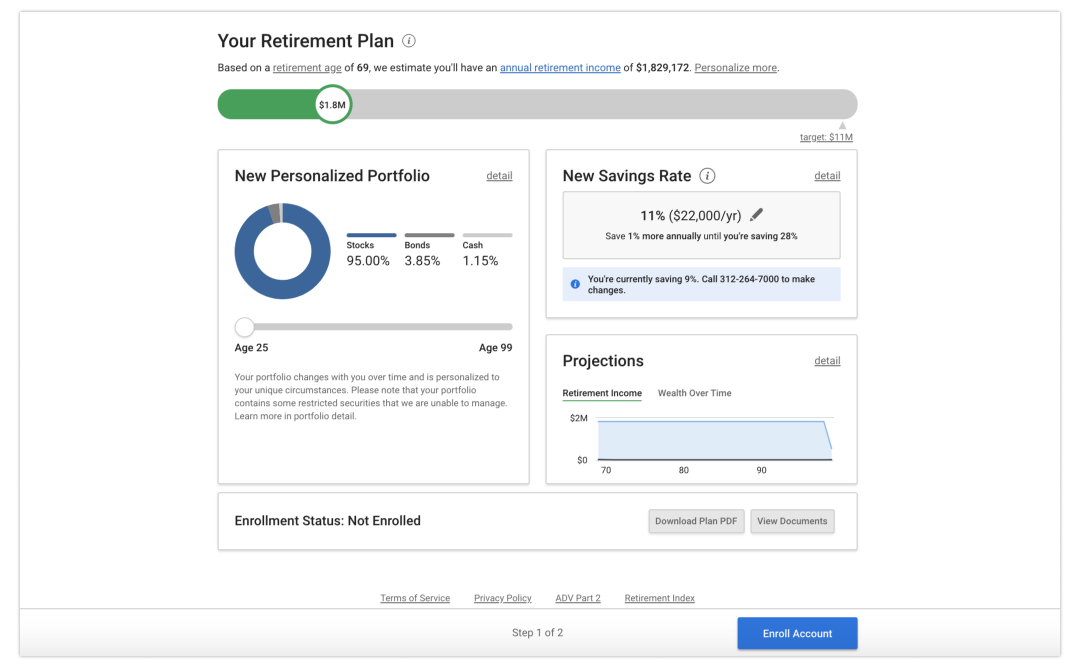 Your Retirement Plan i
Based on a retirement age of 69, we estimate you'll have an annual retirement income of $1,829,172. Personalize more.
$1.8M
target: $11M
New Personalized Portfolio detail
Stocks Bonds Cash
95.00% 3.85% 1.15%
Age 25 Age 99
Your portfolio changes with you over time and is personalized to
your unique circumstances. Please note that your portfolio
contains some restricted securities that we are unable to manage.
Learn more in portfolio detail.
New Savings Rate i detail
11% ($22,000/yr)
Save 1% more annually until you're saving 28%
i You're currently saving 9%. Call 312-264-7000 to make
changes.
Projections detail
Retirement Income Wealth Over Time
$2M
$0
70 80 90
Enrollment Status: Not Enrolled Download Plan PDF View Documents
Terms of Service Privacy Policy ADV Part 2 Retirement Index
Step 1 of 2 Enroll Account